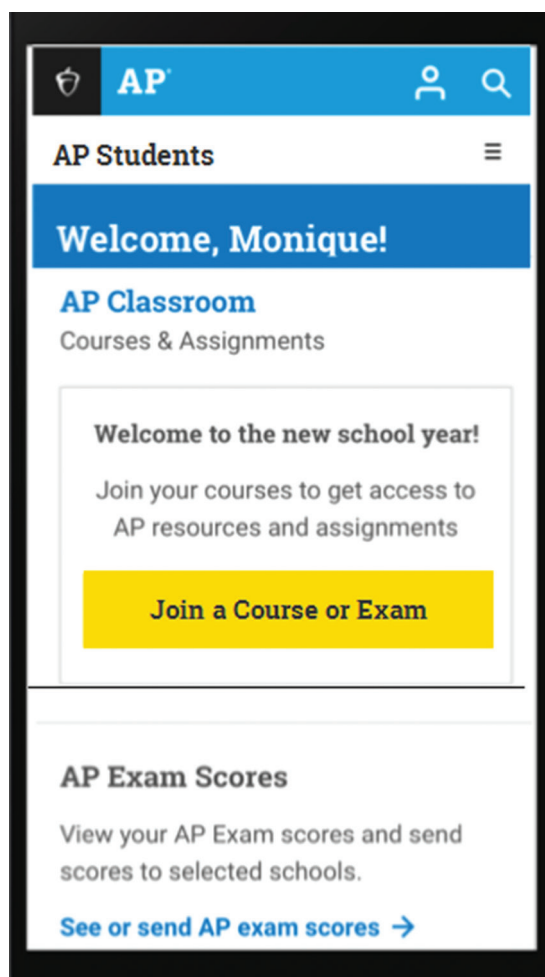 AP®
AP Students
Welcome, Monique!
AP Classroom
Courses & Assignments
Welcome to the new school year!
Join your courses to get access to
AP resources and assignments
Join a Course or Exam
AP Exam Scores
View your AP Exam scores and send
scores to selected schools.
See or send AP exam scores →